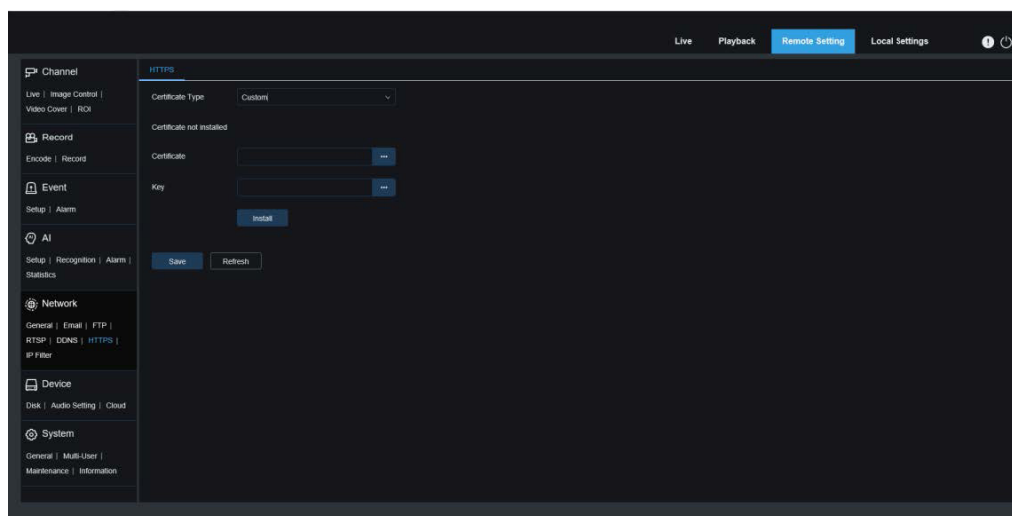 Live Playback Remote Setting Local Settings
Channel
Live | Image Control |
Video Cover | ROI
Record
Encode | Record
Event
Setup | Alarm
AI
Setup | Recognition | Alarm |
Statistics
Network
General | Email | FTP |
RTSP | DDNS | HTTPS |
IP Filter
Device
Disk | Audio Setting | Cloud
System
General | Multi-User |
Maintenance | Information
HTTPS
Certificate Type Custom
Certificate not installed
Certificate ...
Key ...
Install
Save Refresh